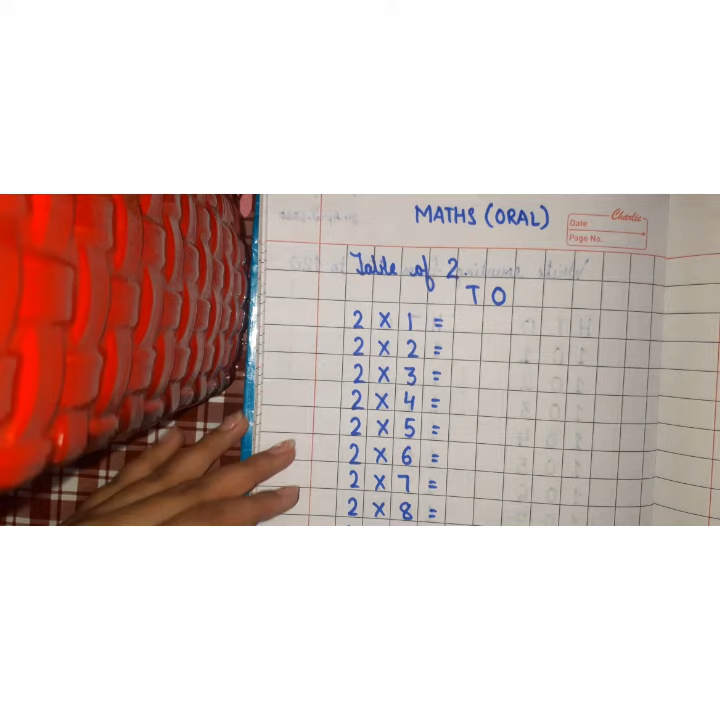 MATHS (ORAL)
Charlie
Date
Page No.
Table of 2.
T O
2 × 1 =
2 × 2 =
2 × 3 =
2 × 4 =
2 × 5 =
2 × 6 =
2 × 7 =
2 × 8 =